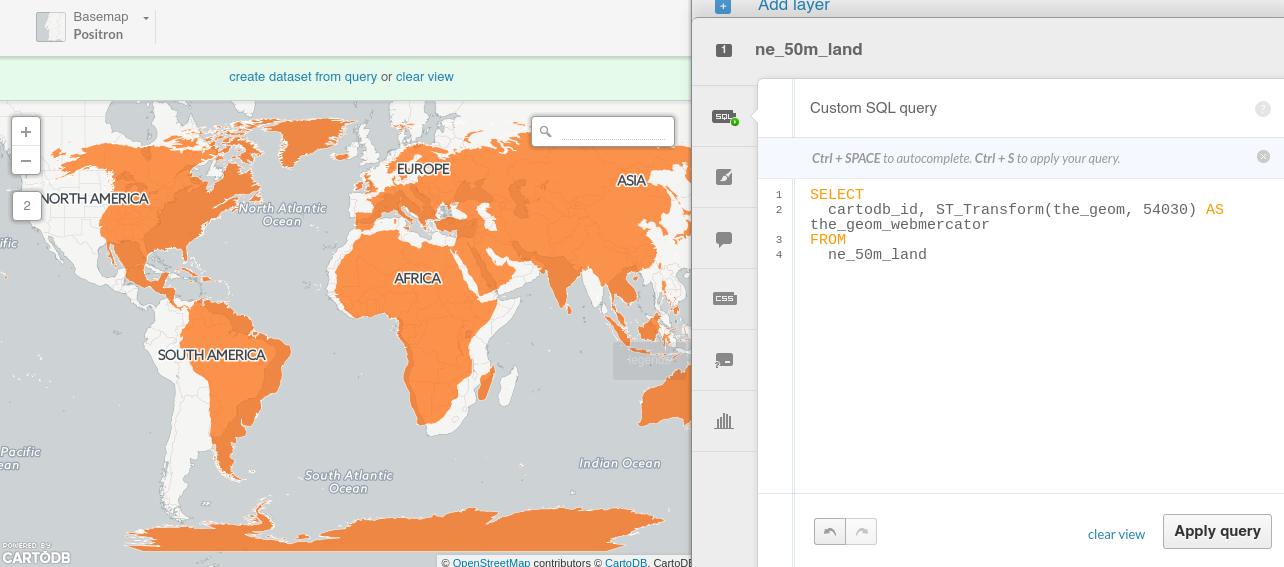 Basemap
Positron
Add layer
1
ne_50m_land
create dataset from query or clear view
SQL
Custom SQL query
?
Ctrl + SPACE to autocomplete. Ctrl + S to apply your query.
1 SELECT
2 cartodb_id, ST_Transform(the_geom, 54030) AS
the_geom_webmercator
3 FROM
4 ne_50m_land
CSS
+
−
2
EUROPE
ASIA
NORTH AMERICA
North Atlantic
Ocean
ific
AFRICA
SOUTH AMERICA
legends
Pacific
ean
South Atlantic
Ocean
Indian Ocean
POWERED BY
CARTODB
© OpenStreetMap contributors © CartoDB, CartoDB
clear view
Apply query